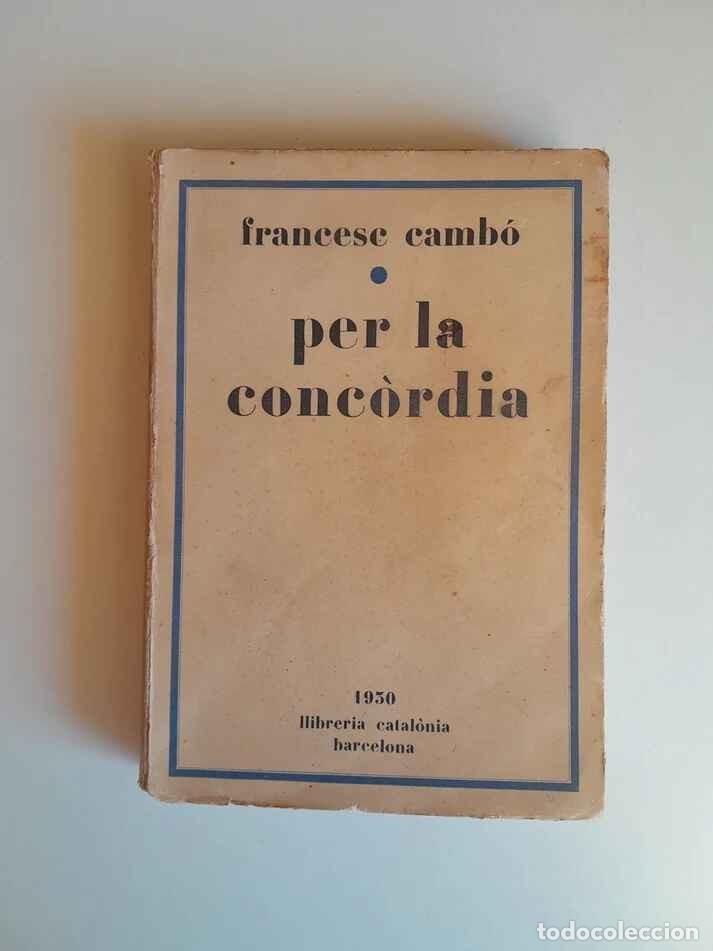 francesc cambó
per la
concòrdia
1930
llibreria catalònia
barcelona
todocoleccion